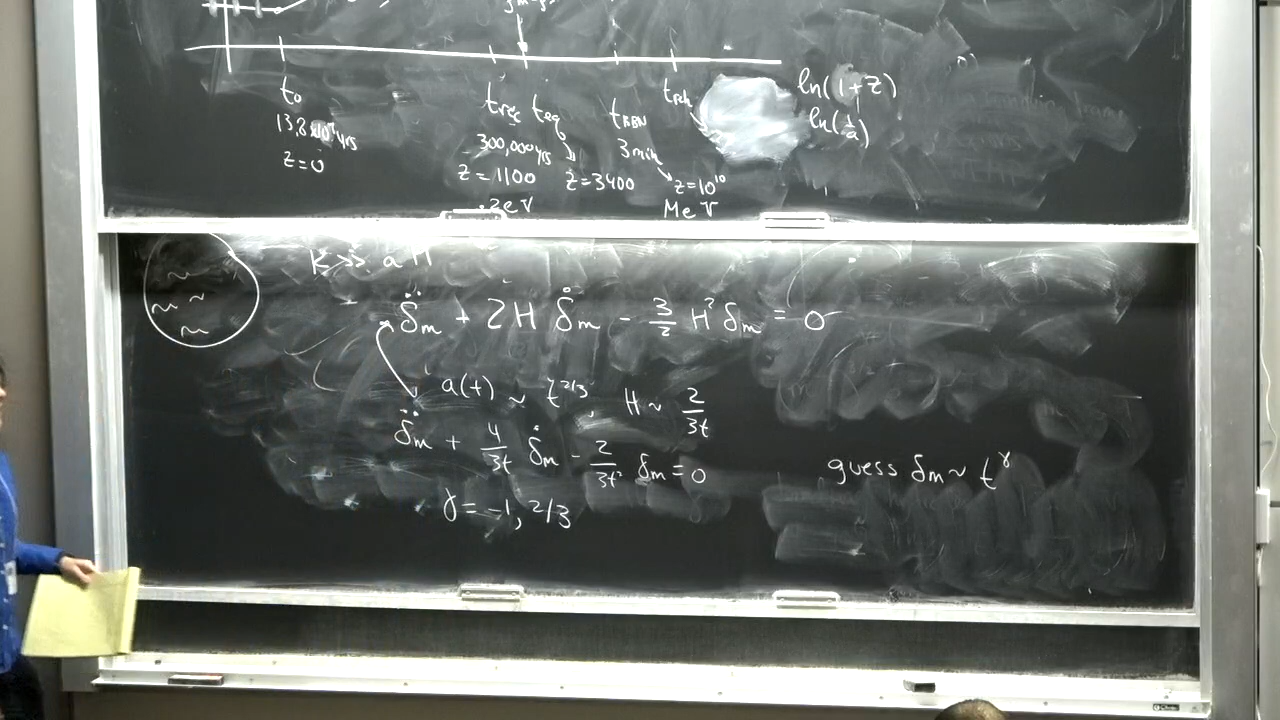 t₀ t_rec t_eq t_BBN t_reh ln(1+z)
13.8x10⁹ yrs 300,000 yrs 3 min ln(1/a)
z=0 z=1100 z=3400 z=10¹⁰
.2eV MeV
k>>aH
δ̈m + 2H δ̇m - 3/2 H² δm = 0
a(t) ~ t^2/3 H ~ 2/3t
δ̈m + 4/3t δ̇m - 2/3t² δm = 0 guess δm ~ t^γ
γ = -1, 2/3